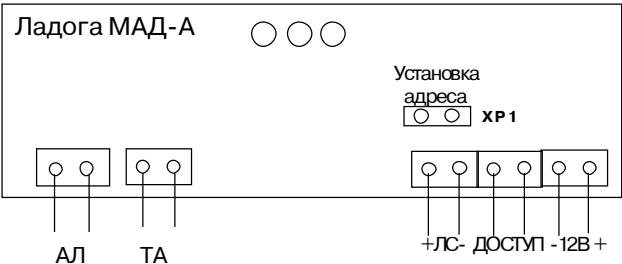 Ладога МАД-А
Установка
адреса
XP1
+ЛС- ДОСТУП -12В +
АЛ ТА